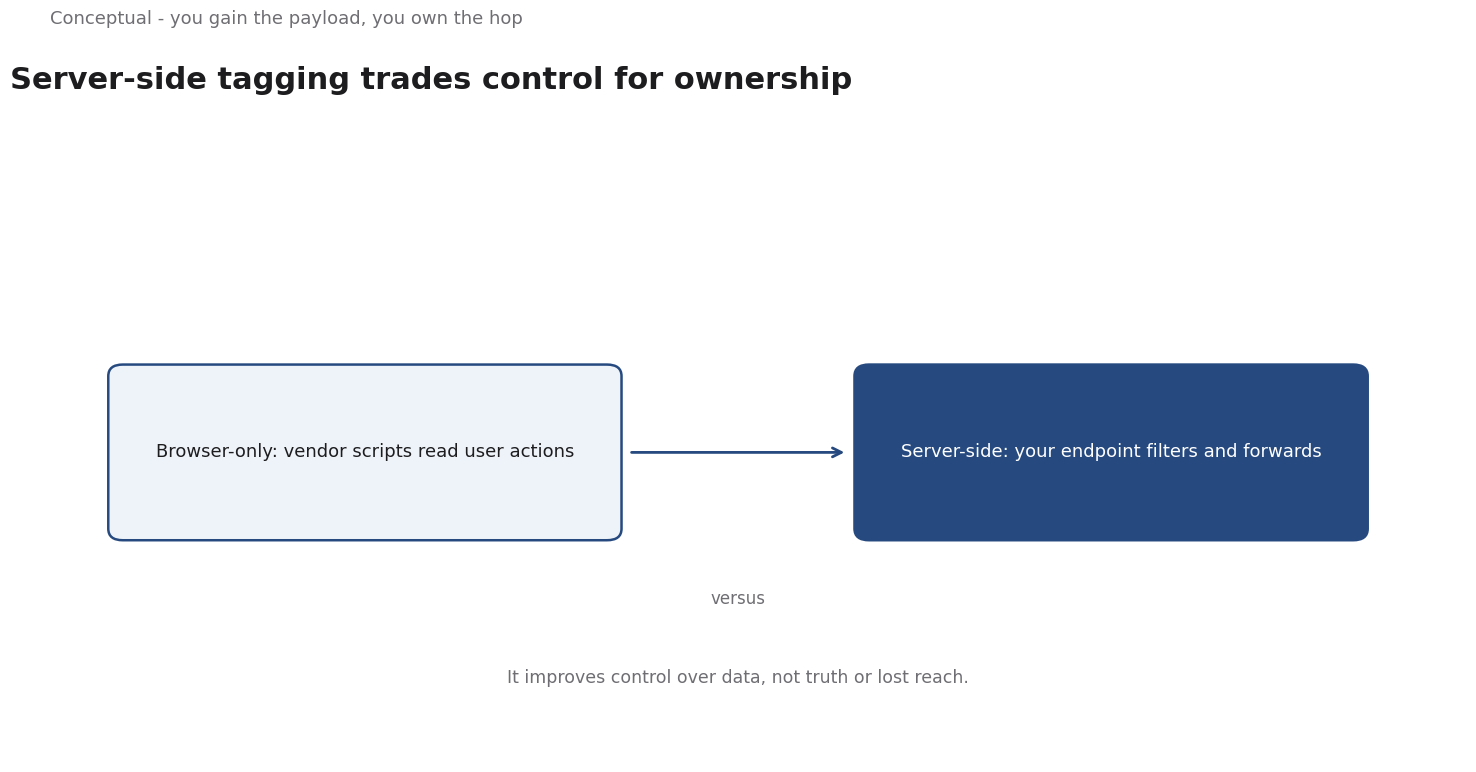 Conceptual - you gain the payload, you own the hop
Server-side tagging trades control for ownership
Browser-only: vendor scripts read user actions
Server-side: your endpoint filters and forwards
versus
It improves control over data, not truth or lost reach.